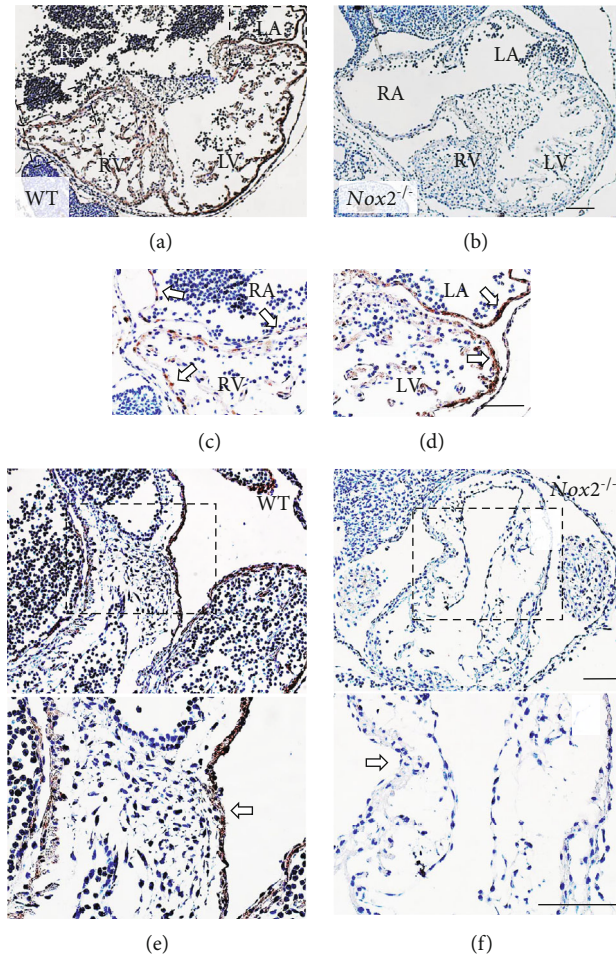 RA
LA
RV
LV
WT
(a)
LA
RA
RV
LV
Nox2⁻/⁻
(b)
RA
RV
(c)
LA
LV
(d)
WT
(e)
Nox2⁻/⁻
(f)